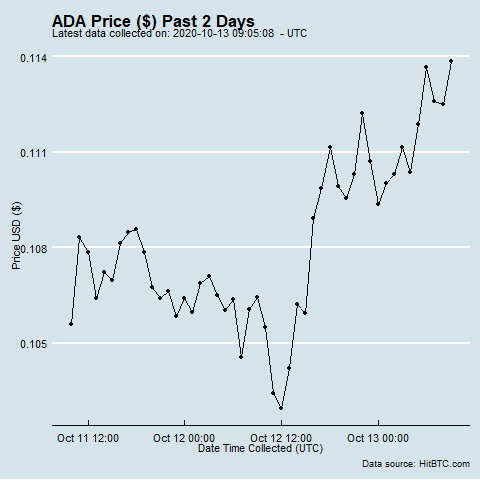 ADA Price ($) Past 2 Days
Latest data collected on: 2020-10-13 09:05:08  - UTC
0.114
0.111
0.108
0.105
Price USD ($)
Oct 11 12:00
Oct 12 00:00
Oct 12 12:00
Oct 13 00:00
Date Time Collected (UTC)
Data source: HitBTC.com